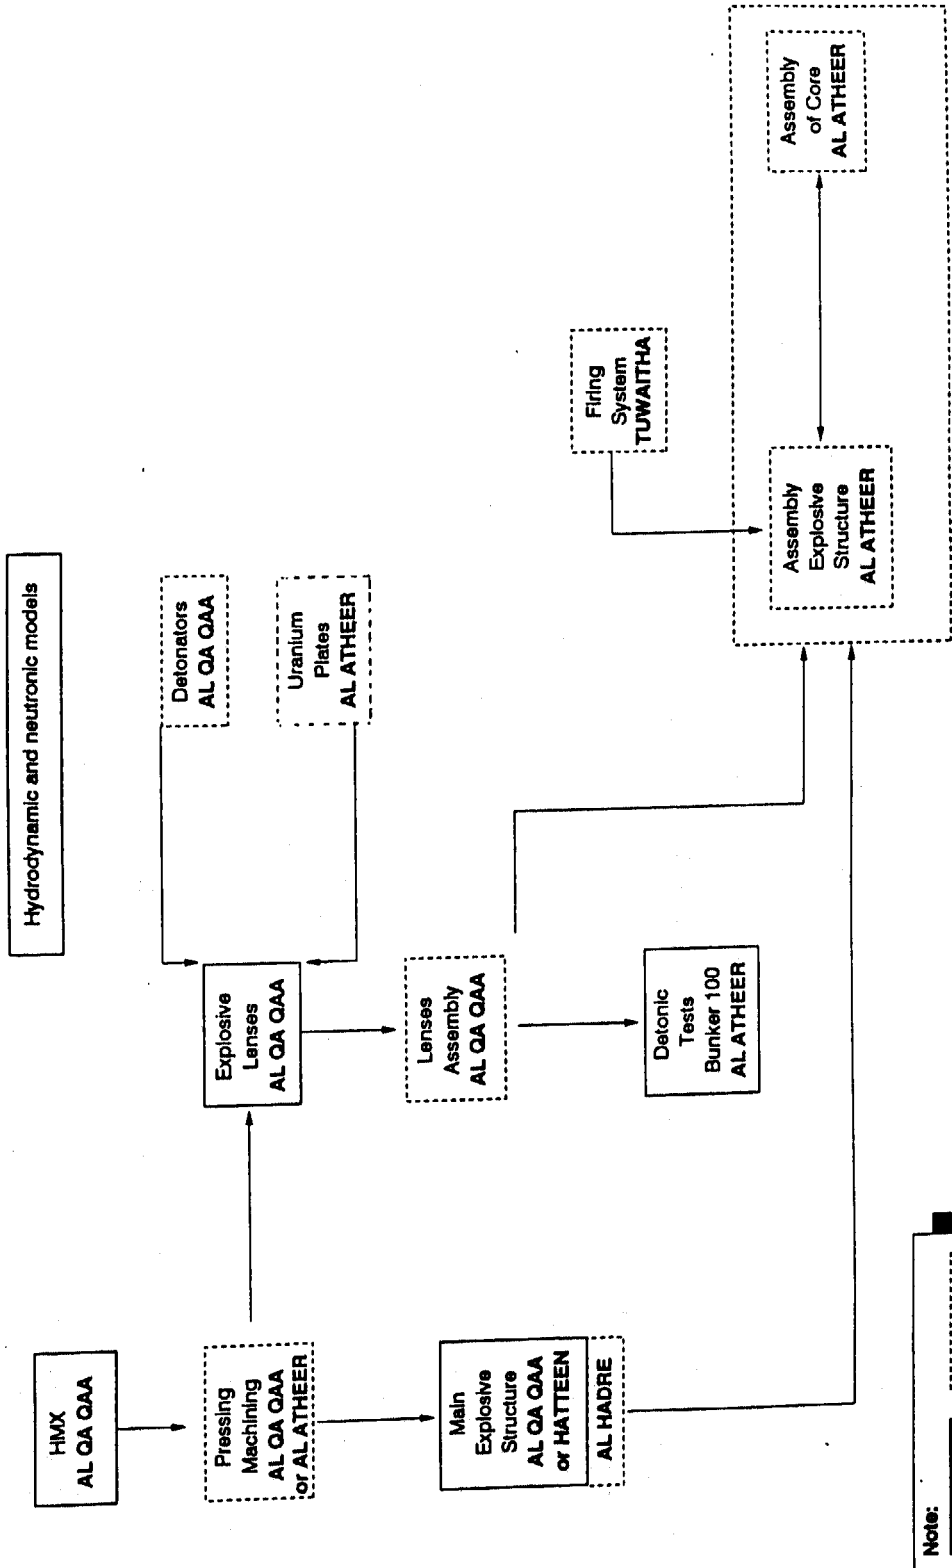 Hydrodynamic and neutronic models
HMX
AL QA QAA
Pressing
Machining
AL QA QAA
or AL ATHEER
Main
Explosive
Structure
AL QA QAA
or HATTEEN
AL HADRE
Explosive
Lenses
AL QA QAA
Lenses
Assembly
AL QA QAA
Detonic
Tests
Bunker 100
AL ATHEER
Detonators
AL QA QAA
Uranium
Plates
AL ATHEER
Firing
System
TUWAITHA
Assembly
Explosive
Structure
AL ATHEER
Assembly
of Core
AL ATHEER
Note: